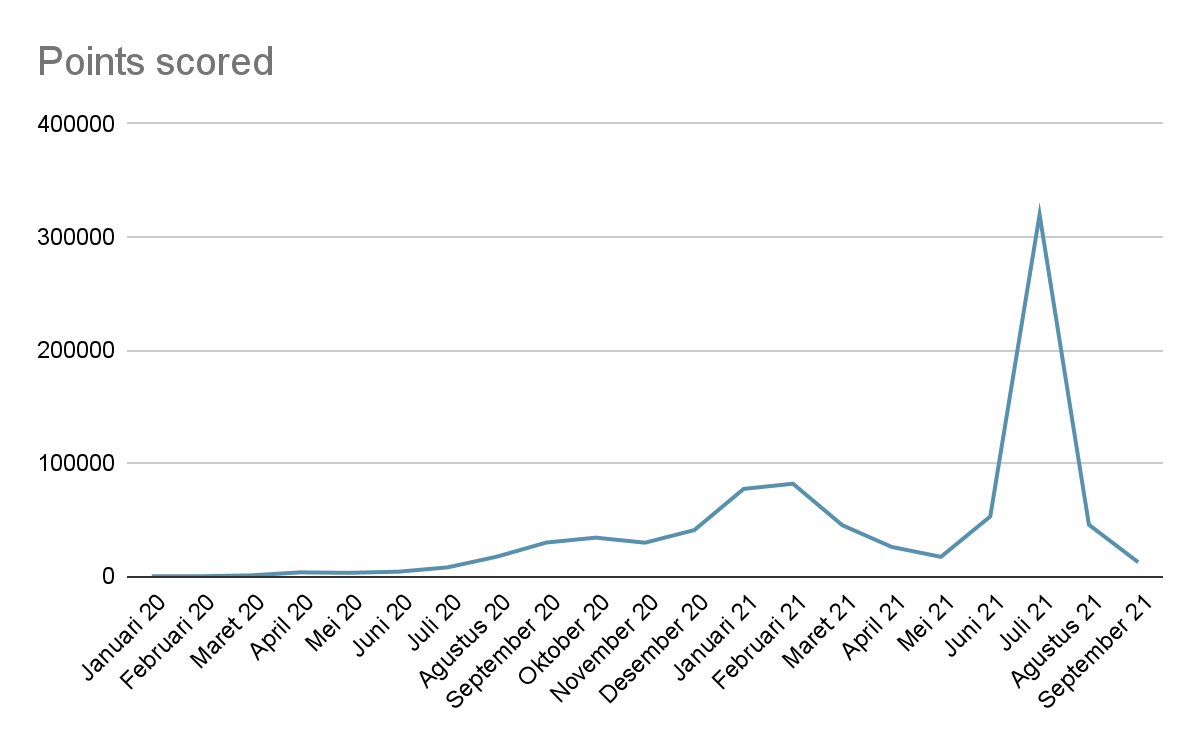 Points scored
400000
300000
200000
100000
0
Januari 20
Februari 20
Maret 20
April 20
Mei 20
Juni 20
Juli 20
Agustus 20
September 20
Oktober 20
November 20
Desember 20
Januari 21
Februari 21
Maret 21
April 21
Mei 21
Juni 21
Juli 21
Agustus 21
September 21